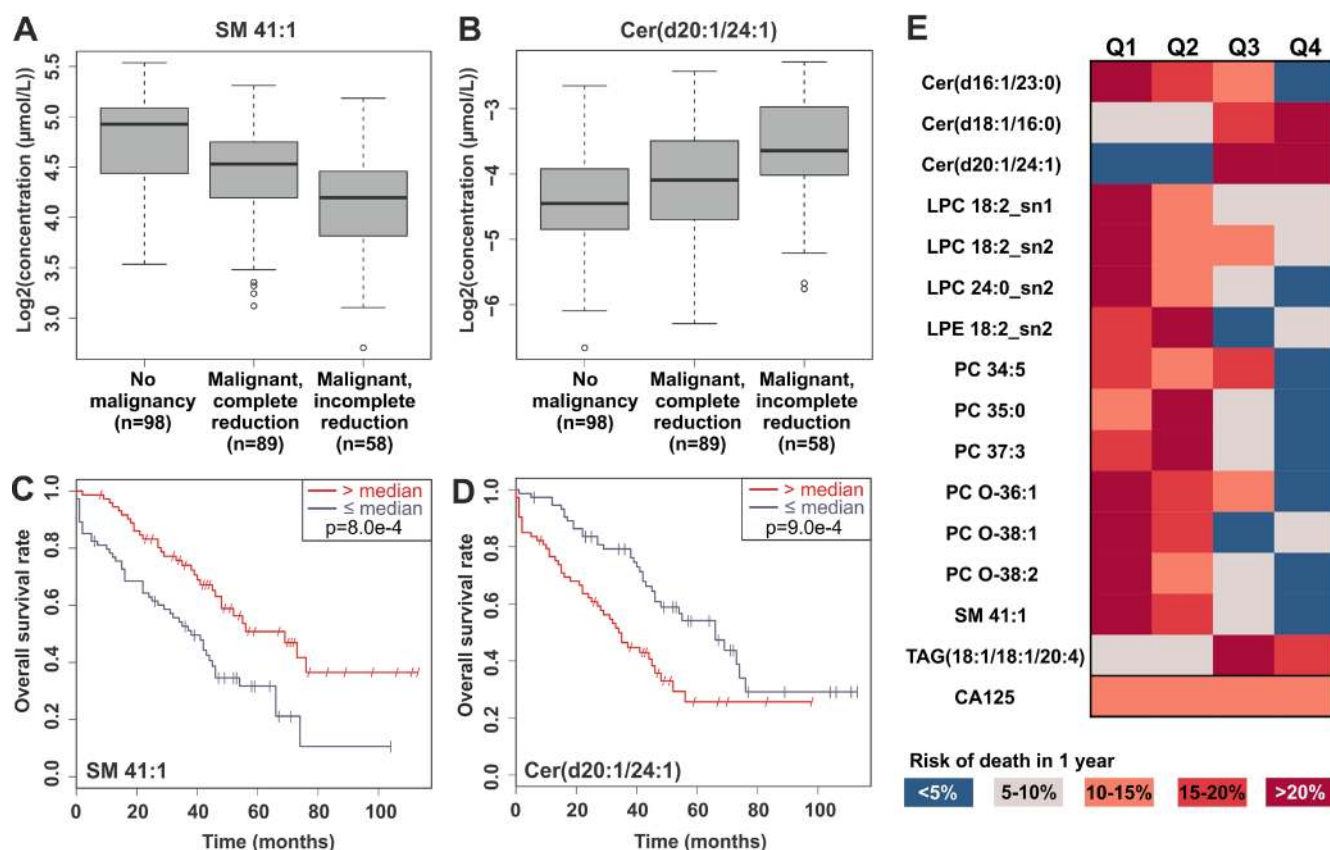 A
SM 41:1
Log2(concentration (µmol/L))
5.5
5.0
4.5
4.0
3.5
3.0
No malignancy (n=98)
Malignant, complete reduction (n=89)
Malignant, incomplete reduction (n=58)
B
Cer(d20:1/24:1)
Log2(concentration (µmol/L))
−3
−4
−5
−6
No malignancy (n=98)
Malignant, complete reduction (n=89)
Malignant, incomplete reduction (n=58)
C
Overall survival rate
1.0
0.8
0.6
0.4
0.2
0.0
> median
≤ median
p=8.0e-4
SM 41:1
0 20 40 60 80 100
Time (months)
D
Overall survival rate
1.0
0.8
0.6
0.4
0.2
0.0
> median
≤ median
p=9.0e-4
Cer(d20:1/24:1)
0 20 40 60 80 100
Time (months)
E
Q1 Q2 Q3 Q4
Cer(d16:1/23:0)
Cer(d18:1/16:0)
Cer(d20:1/24:1)
LPC 18:2_sn1
LPC 18:2_sn2
LPC 24:0_sn2
LPE 18:2_sn2
PC 34:5
PC 35:0
PC 37:3
PC O-36:1
PC O-38:1
PC O-38:2
SM 41:1
TAG(18:1/18:1/20:4)
CA125
Risk of death in 1 year
<5% 5-10% 10-15% 15-20% >20%